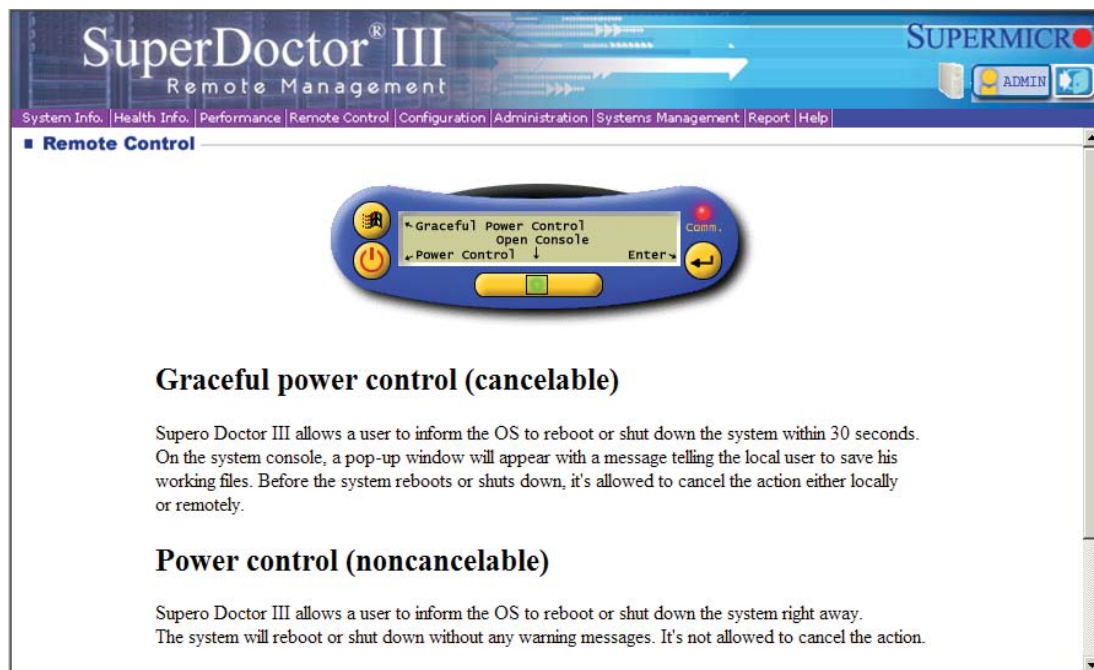 SuperDoctor® III
Remote Management
SUPERMICR
ADMIN
System Info. Health Info. Performance Remote Control Configuration Administration Systems Management Report Help
Remote Control
Graceful Power Control
Open Console
Power Control ↓ Enter
Comm.
Graceful power control (cancelable)
Supero Doctor III allows a user to inform the OS to reboot or shut down the system within 30 seconds.
On the system console, a pop-up window will appear with a message telling the local user to save his
working files. Before the system reboots or shuts down, it's allowed to cancel the action either locally
or remotely.
Power control (noncancelable)
Supero Doctor III allows a user to inform the OS to reboot or shut down the system right away.
The system will reboot or shut down without any warning messages. It's not allowed to cancel the action.